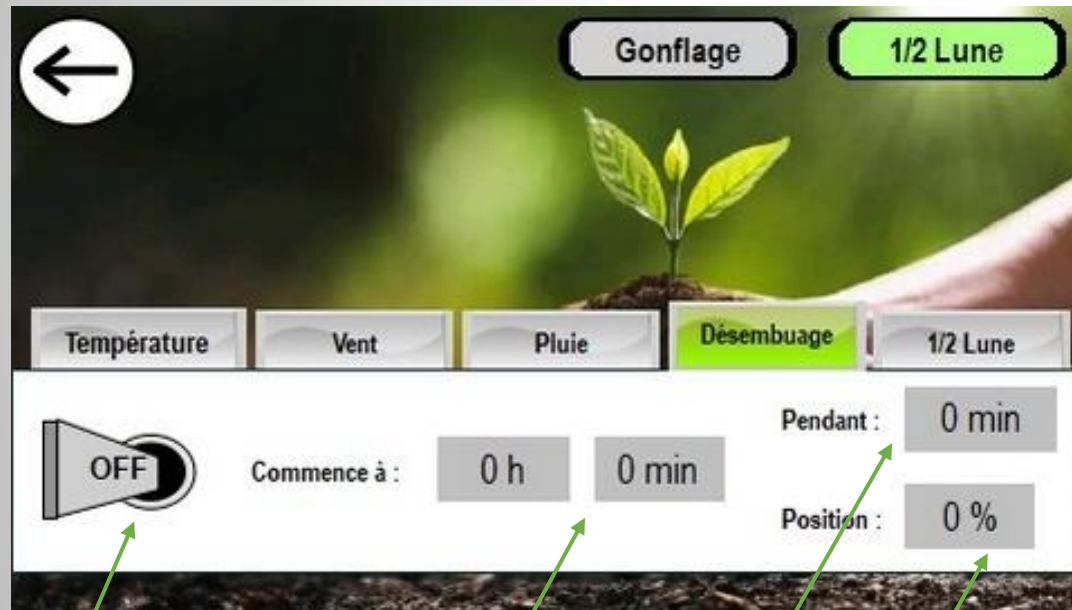 Gonflage
1/2 Lune
Température
Vent
Pluie
Désembuage
1/2 Lune
OFF
Commence à :
0 h
0 min
Pendant :
0 min
Position :
0 %